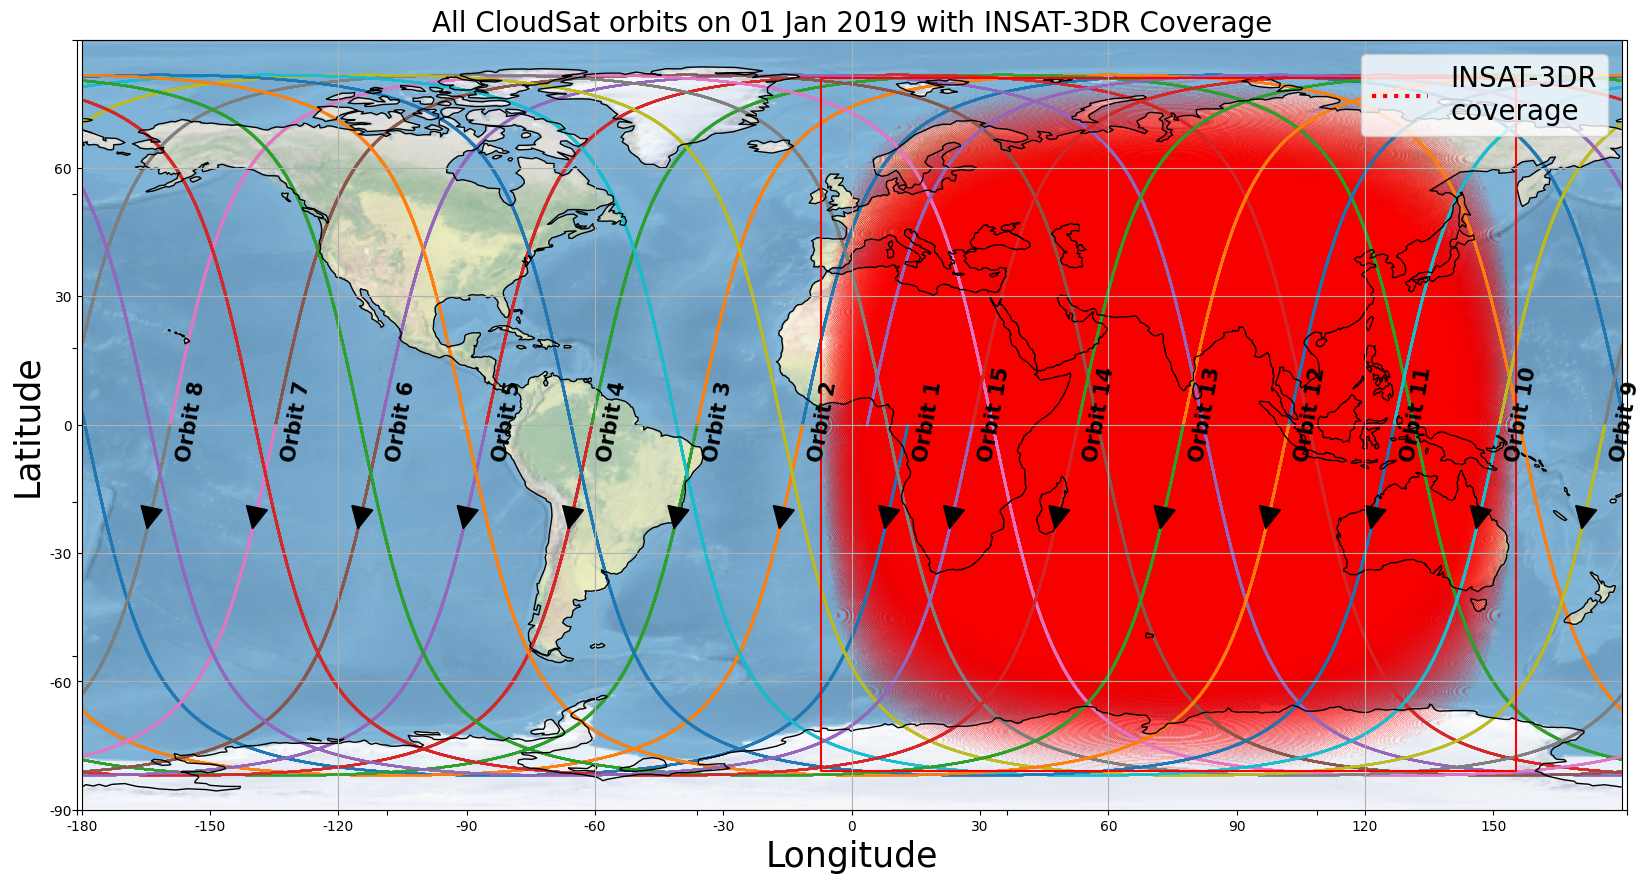 All CloudSat orbits on 01 Jan 2019 with INSAT-3DR Coverage
INSAT-3DR
coverage
Latitude
60
30
0
-30
-60
-90
Orbit 8
Orbit 7
Orbit 6
Orbit 5
Orbit 4
Orbit 3
Orbit 2
Orbit 1
Orbit 15
Orbit 14
Orbit 13
Orbit 12
Orbit 11
Orbit 10
Orbit 9
-180
-150
-120
-90
-60
-30
0
30
60
90
120
150
Longitude